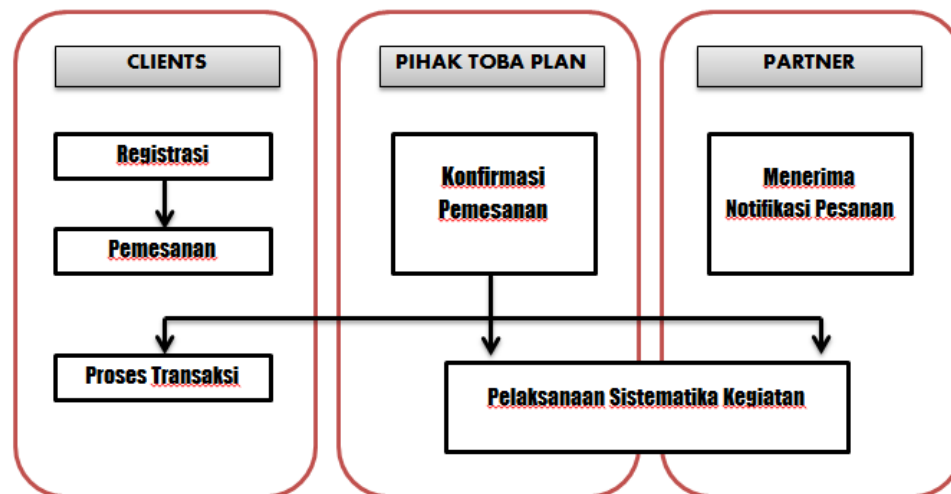 CLIENTS
PIHAK TOBA PLAN
PARTNER
Registrasi
Pemesanan
Konfirmasi
Pemesanan
Menerima
Notifikasi Pesanan
Proses Transaksi
Pelaksanaan Sistematika Kegiatan